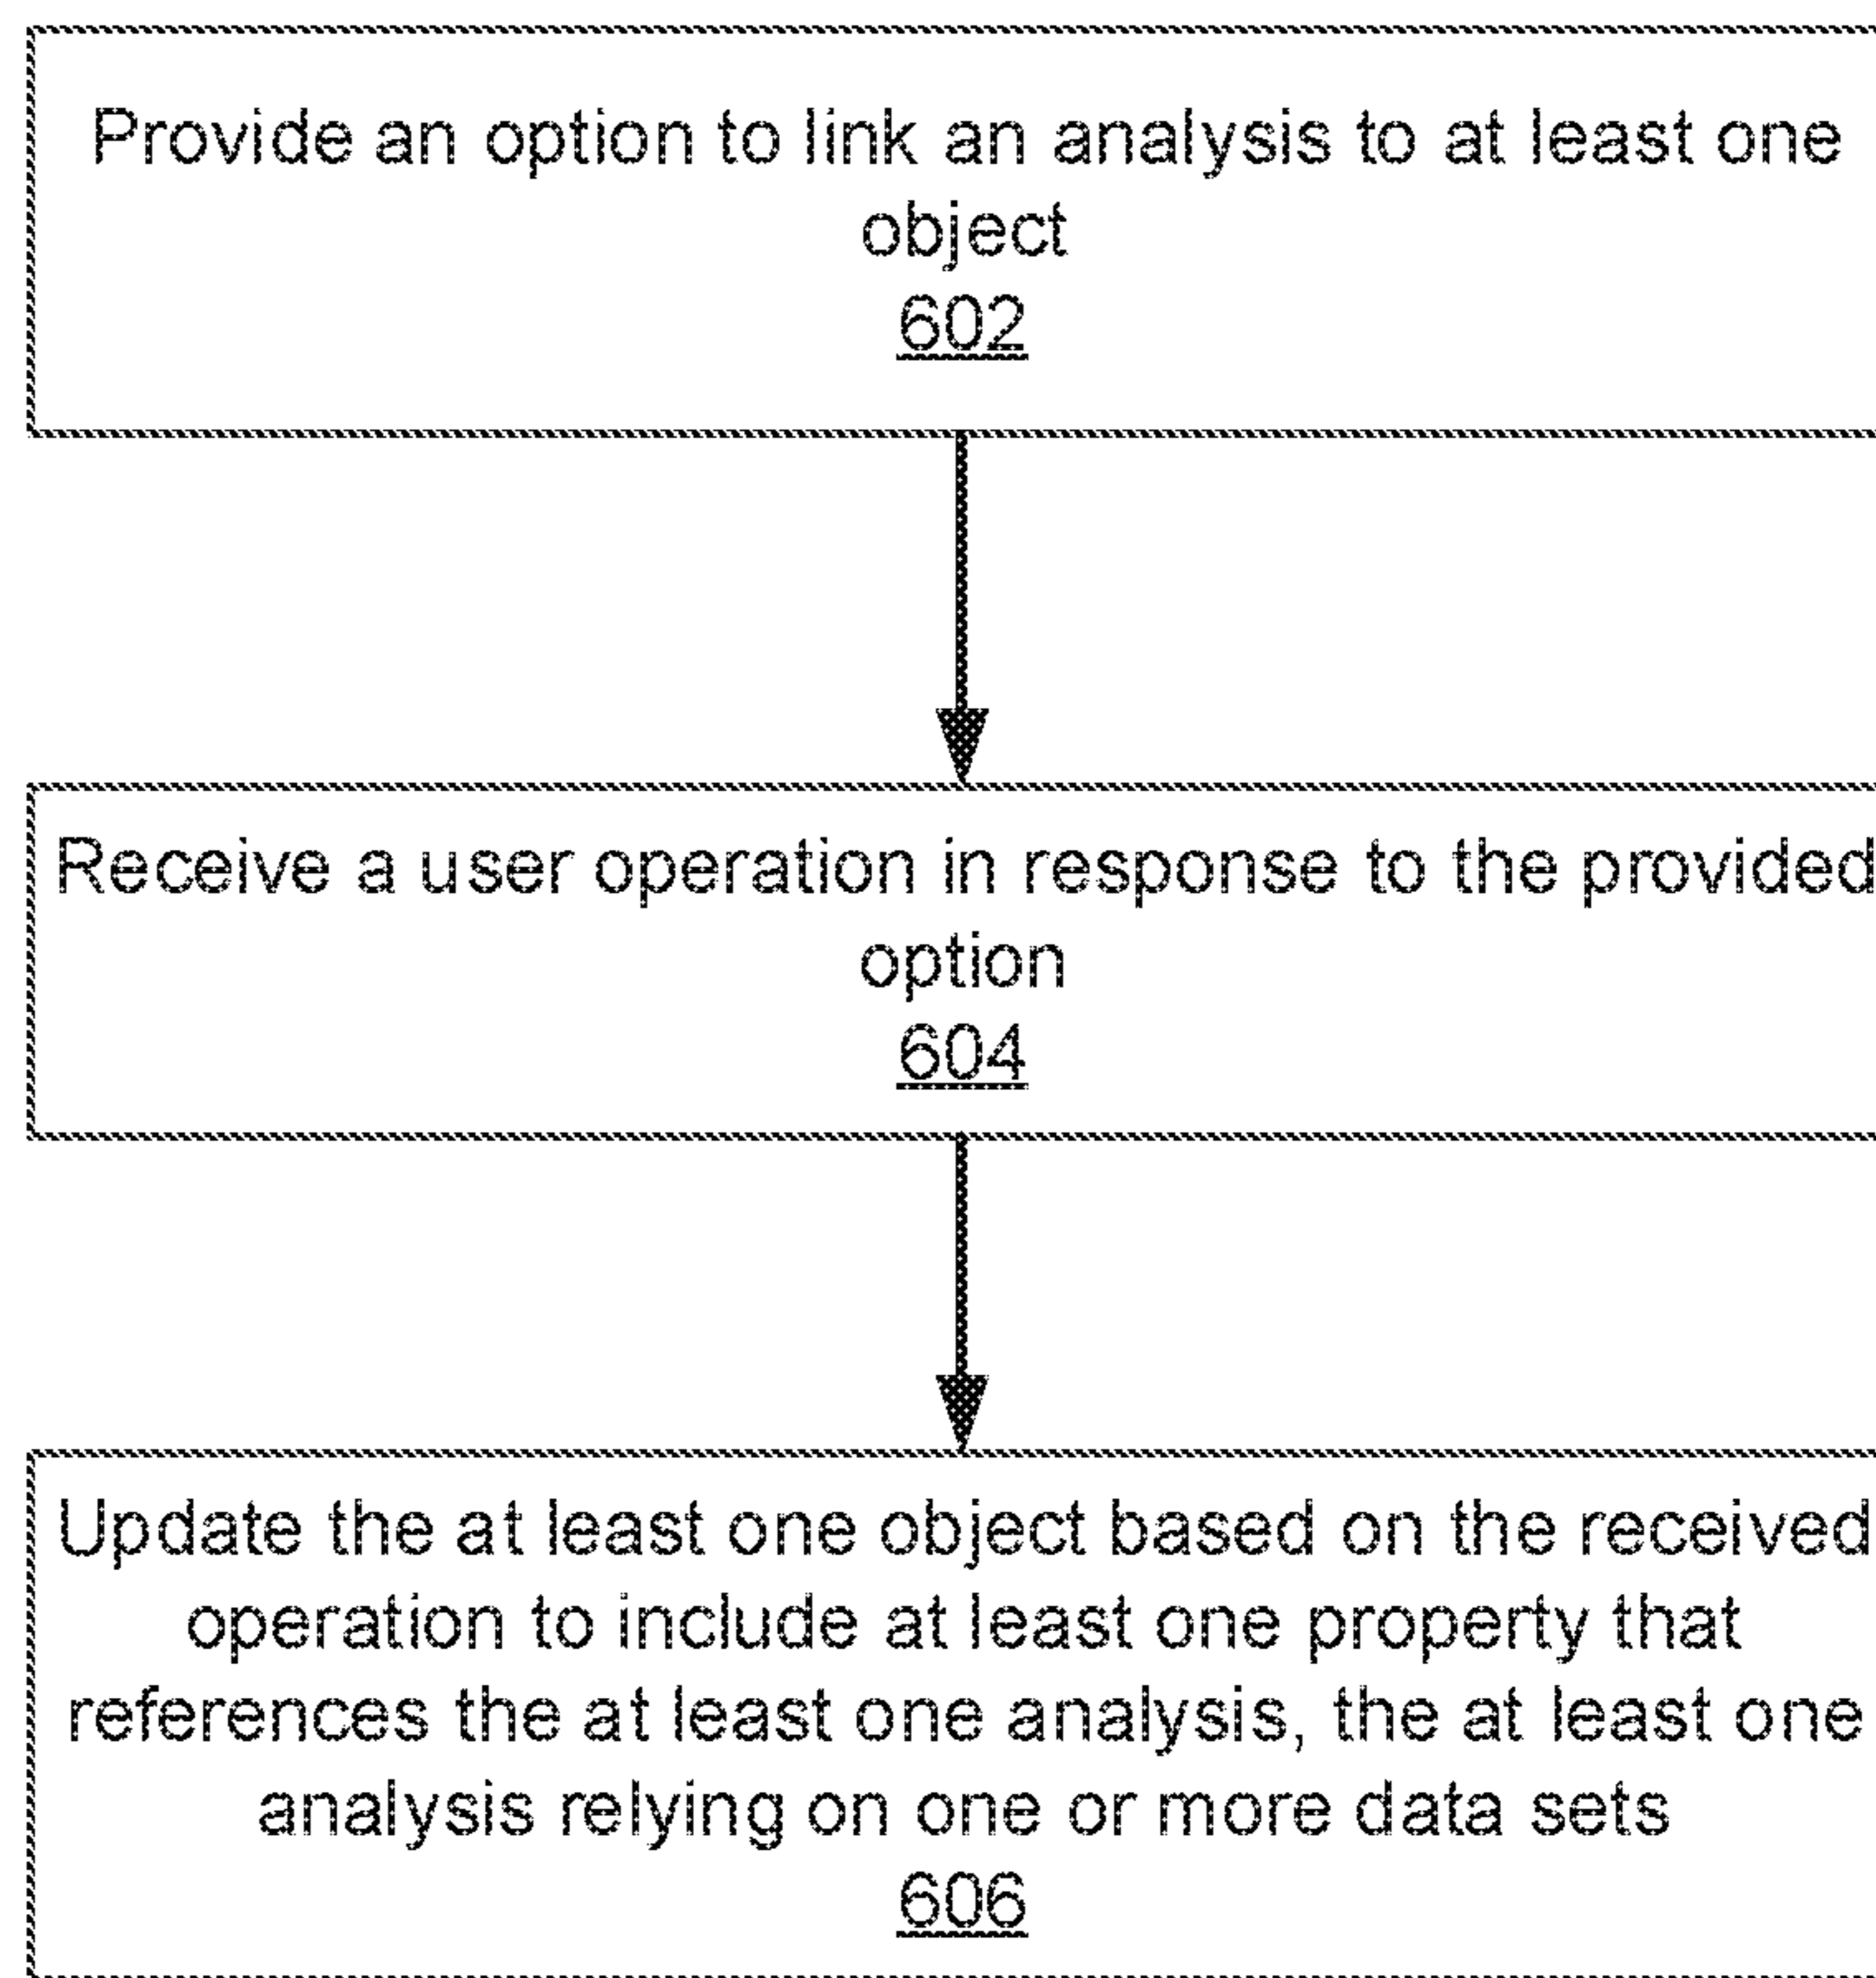 Provide an option to link an analysis to at least one
object
602
Receive a user operation in response to the provided
option
604
Update the at least one object based on the received
operation to include at least one property that
references the at least one analysis, the at least one
analysis relying on one or more data sets
606